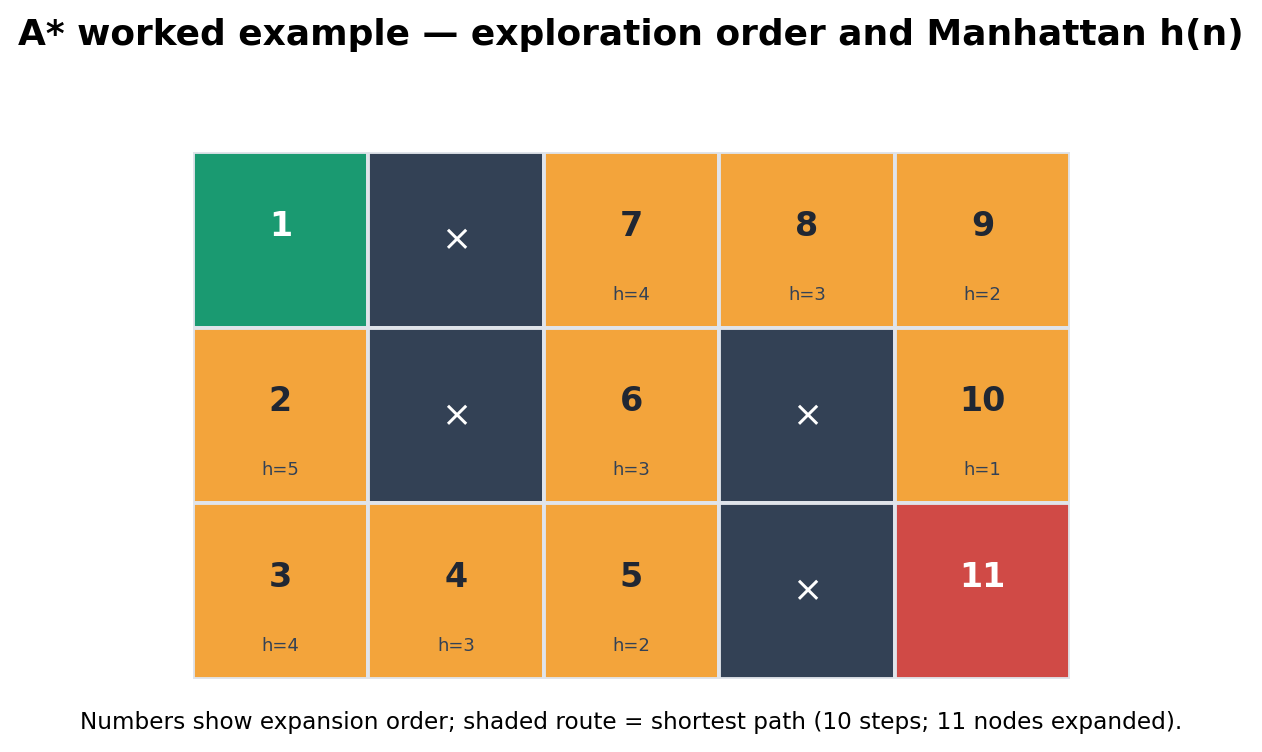 A* worked example — exploration order and Manhattan h(n)
1 × 7 8 9
h=4 h=3 h=2
2 × 6 × 10
h=5 h=3 h=1
3 4 5 × 11
h=4 h=3 h=2
Numbers show expansion order; shaded route = shortest path (10 steps; 11 nodes expanded).